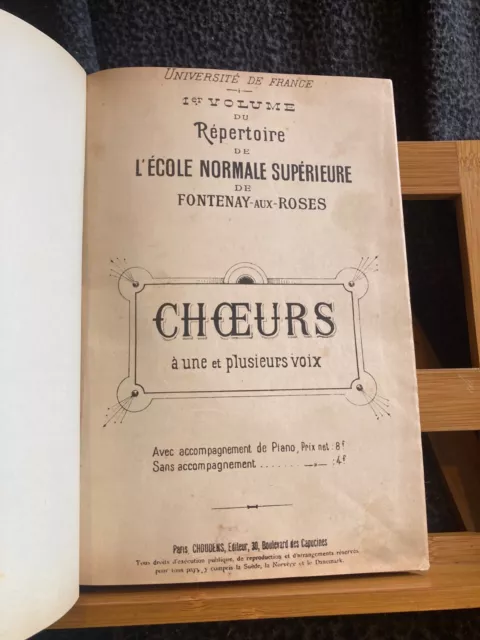 UNIVERSITÉ DE FRANCE
1er VOLUME
DU
Répertoire
DE
L'ÉCOLE NORMALE SUPÉRIEURE
DE
FONTENAY-AUX-ROSES
CHŒURS
à une et plusieurs voix
Avec accompagnement de Piano, Prix net : 8f
Sans accompagnement . . . . . . . —»— : 4f
Paris, CHOUDENS, Editeur, 30, Boulevard des Capucines
Tous droits d'exécution publique, de reproduction et d'arrangements réservés
pour tous pays, y compris la Suède, la Norvège et le Danemark.